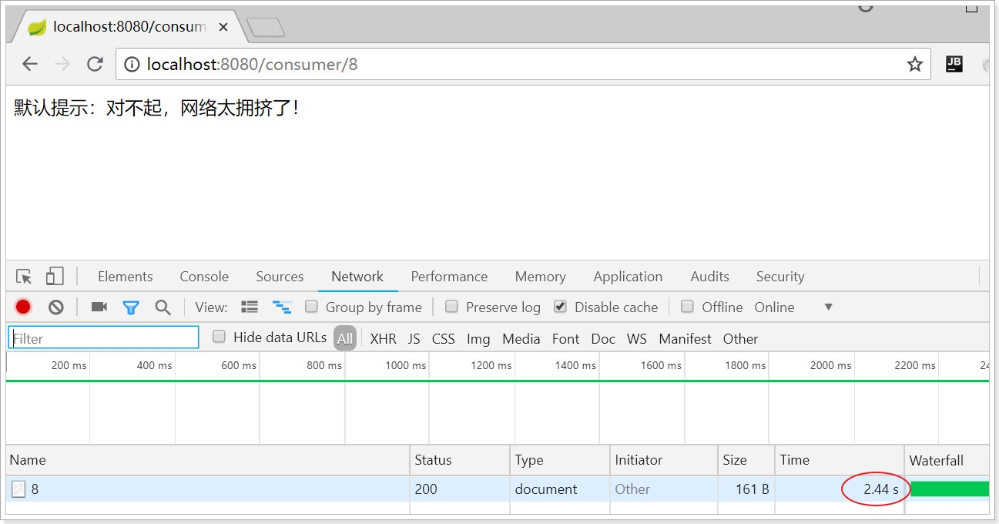 localhost:8080/consum
localhost:8080/consumer/8
JB
默认提示：对不起，网络太拥挤了！
Elements Console Sources Network Performance Memory Application Audits Security
View: Group by frame Preserve log Disable cache Offline Online
Filter Hide data URLs All XHR JS CSS Img Media Font Doc WS Manifest Other
200 ms 400 ms 600 ms 800 ms 1000 ms 1200 ms 1400 ms 1600 ms 1800 ms 2000 ms 2200 ms
Name Status Type Initiator Size Time Waterfall
8 200 document Other 161 B 2.44 s